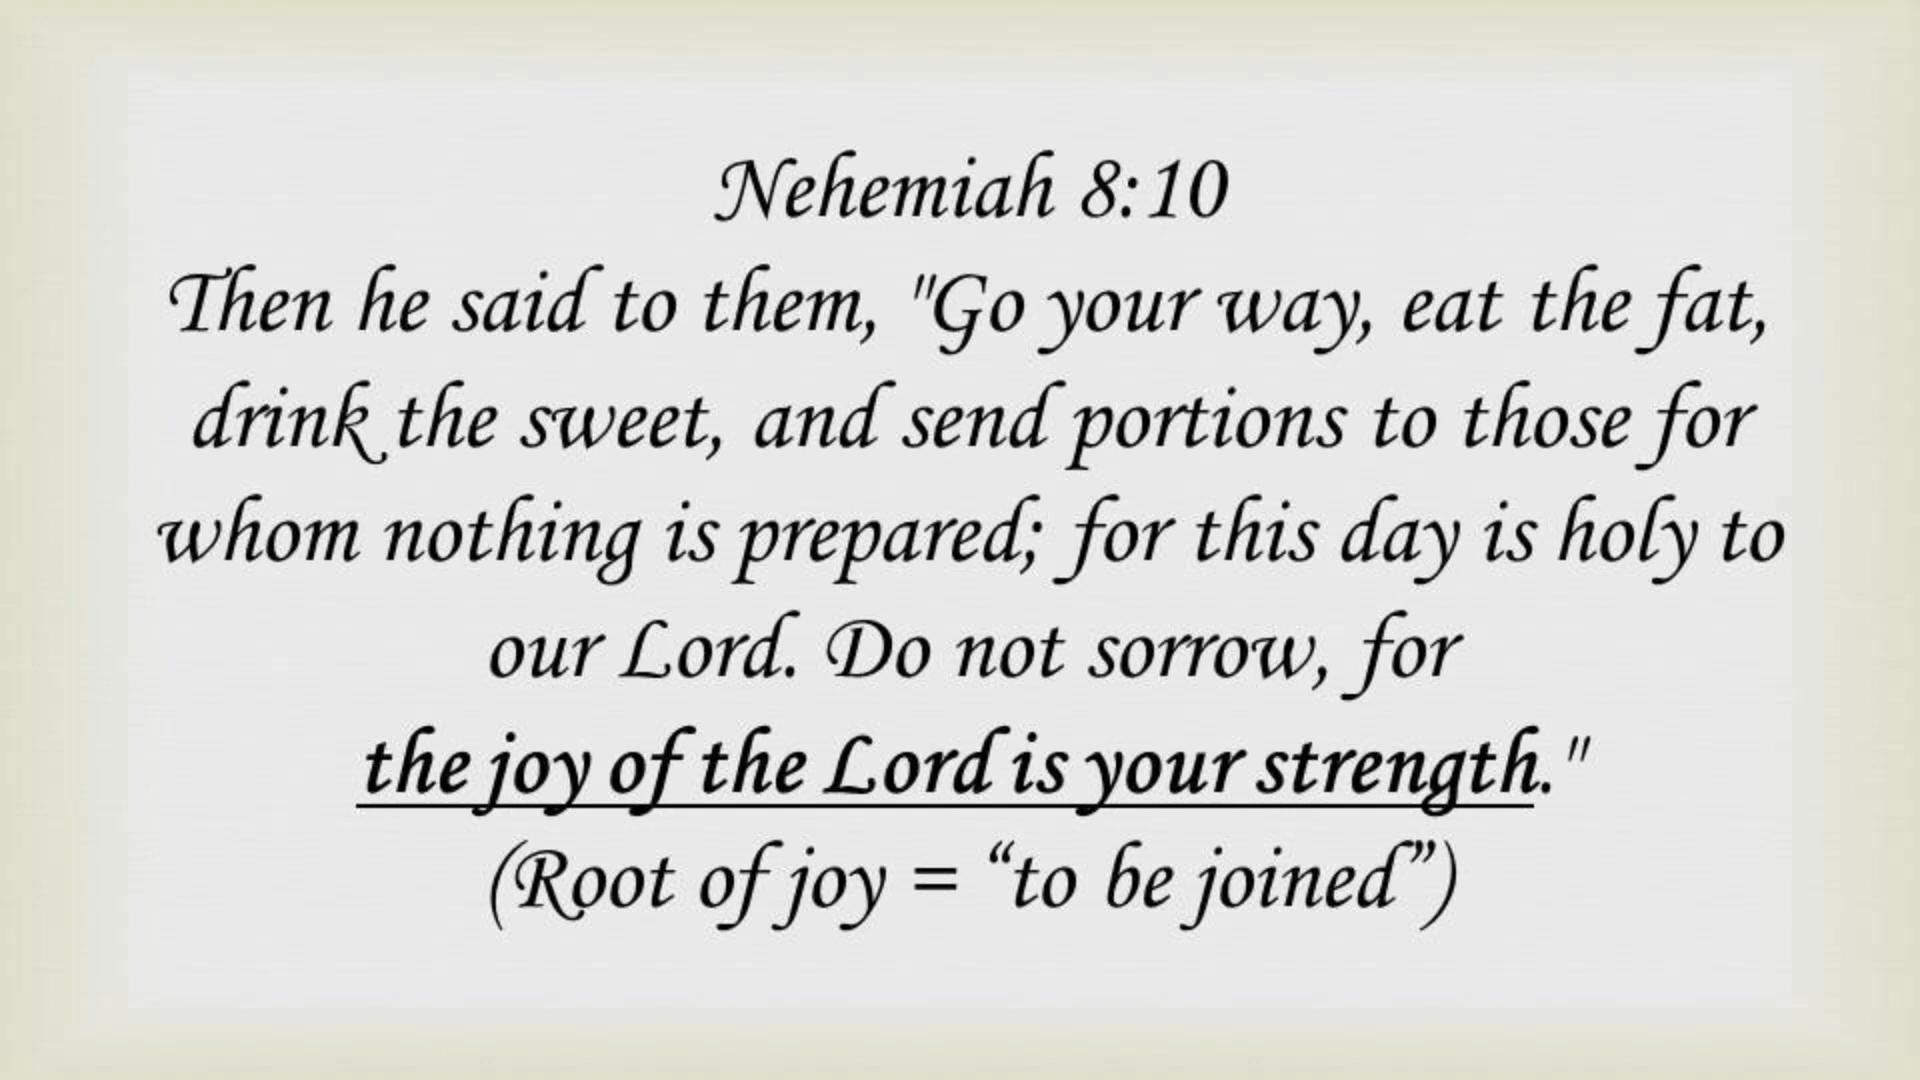 Nehemiah 8:10
Then he said to them, "Go your way, eat the fat,
drink the sweet, and send portions to those for
whom nothing is prepared; for this day is holy to
our Lord. Do not sorrow, for
the joy of the Lord is your strength."
(Root of joy = “to be joined”)